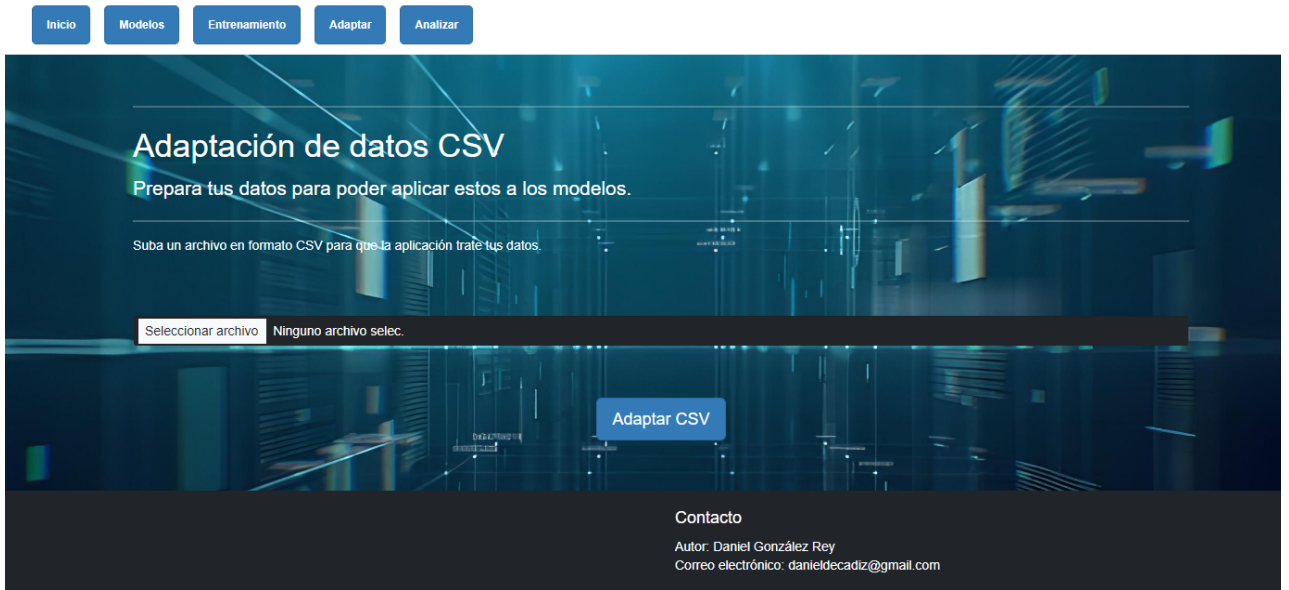 Inicio Modelos Entrenamiento Adaptar Analizar
Adaptación de datos CSV
Prepara tus datos para poder aplicar estos a los modelos.
Suba un archivo en formato CSV para que la aplicación trate tus datos.
Seleccionar archivo Ninguno archivo selec.
Adaptar CSV
Contacto
Autor: Daniel González Rey
Correo electrónico: danieldecadiz@gmail.com